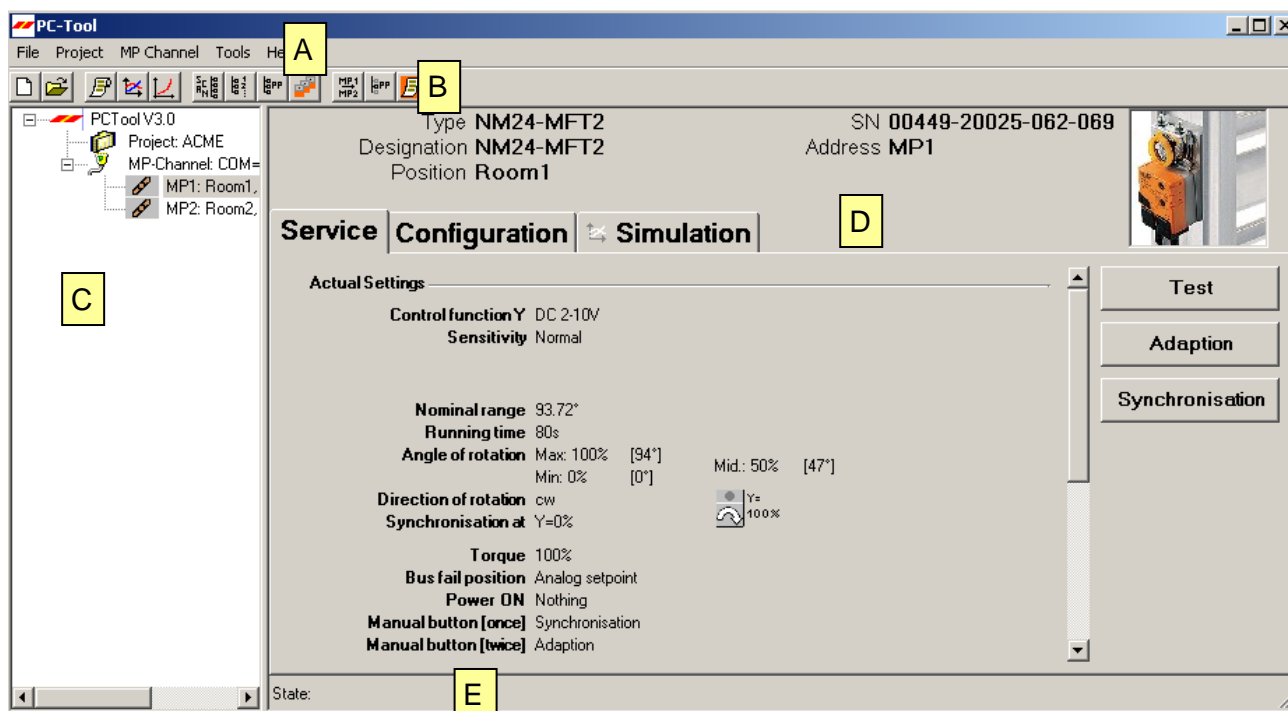 PC-Tool
File Project MP Channel Tools He
A
B
PCTool V3.0
Project: ACME
MP-Channel: COM=
MP1: Room1,
MP2: Room2,
C
Type NM24-MFT2
SN 00449-20025-062-069
Designation NM24-MFT2
Address MP1
Position Room1
D
Service Configuration Simulation
Actual Settings
Control function Y DC 2-10V
Sensitivity Normal
Nominal range 93.72°
Running time 80s
Angle of rotation Max: 100% [94°]
Mid.: 50% [47°]
Min: 0% [0°]
Direction of rotation cw
Y=
100%
Synchronisation at Y=0%
Torque 100%
Bus fail position Analog setpoint
Power ON Nothing
Manual button [once] Synchronisation
Manual button [twice] Adaption
Test
Adaption
Synchronisation
State:
E